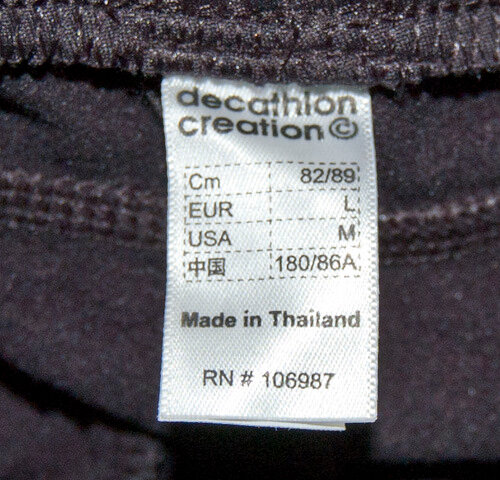 decathlon
creation©
Cm 82/89
EUR L
USA M
中国 180/86A
Made in Thailand
RN # 106987